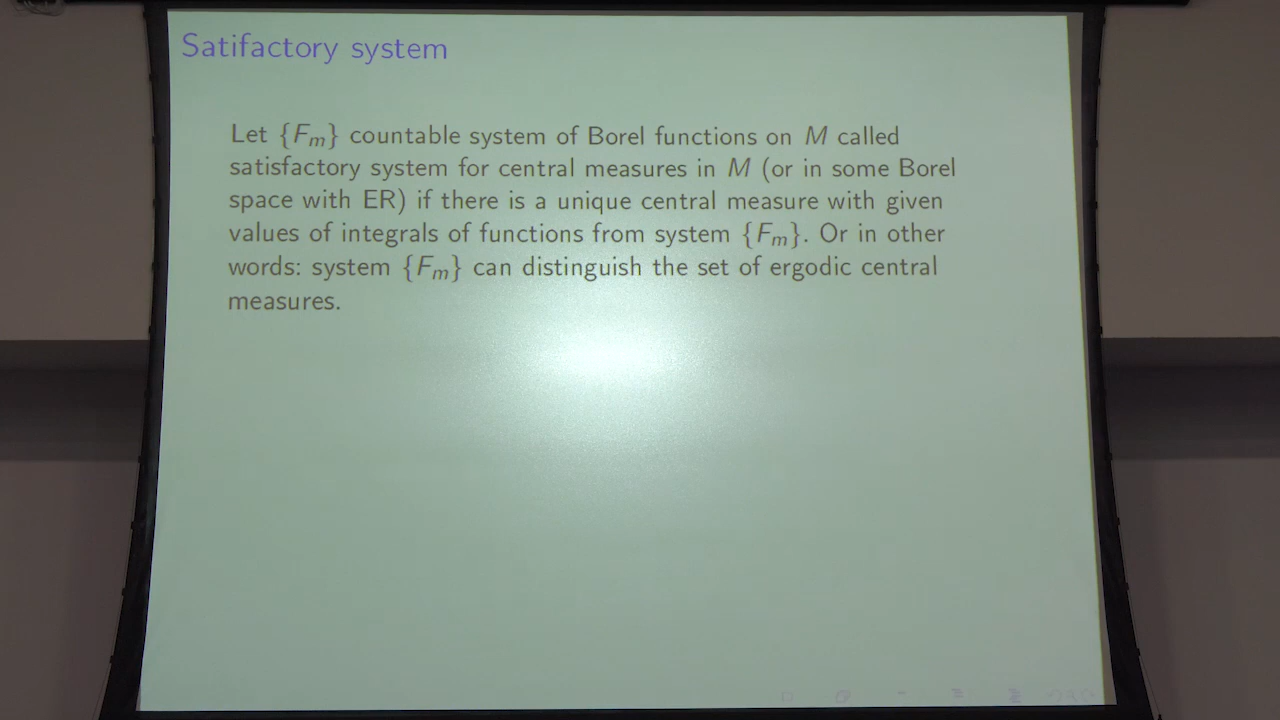 Satifactory system
Let {F_m} countable system of Borel functions on M called
satisfactory system for central measures in M (or in some Borel
space with ER) if there is a unique central measure with given
values of integrals of functions from system {F_m}. Or in other
words: system {F_m} can distinguish the set of ergodic central
measures.